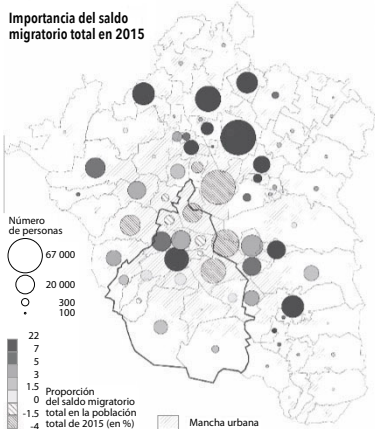 Importancia del saldo
migratorio total en 2015
Número
de personas
67 000
20 000
300
100
22
7
5
3
1.5
0
-1.5
-4
Proporción
del saldo migratorio
total en la población
total de 2015 (en %)
Mancha urbana